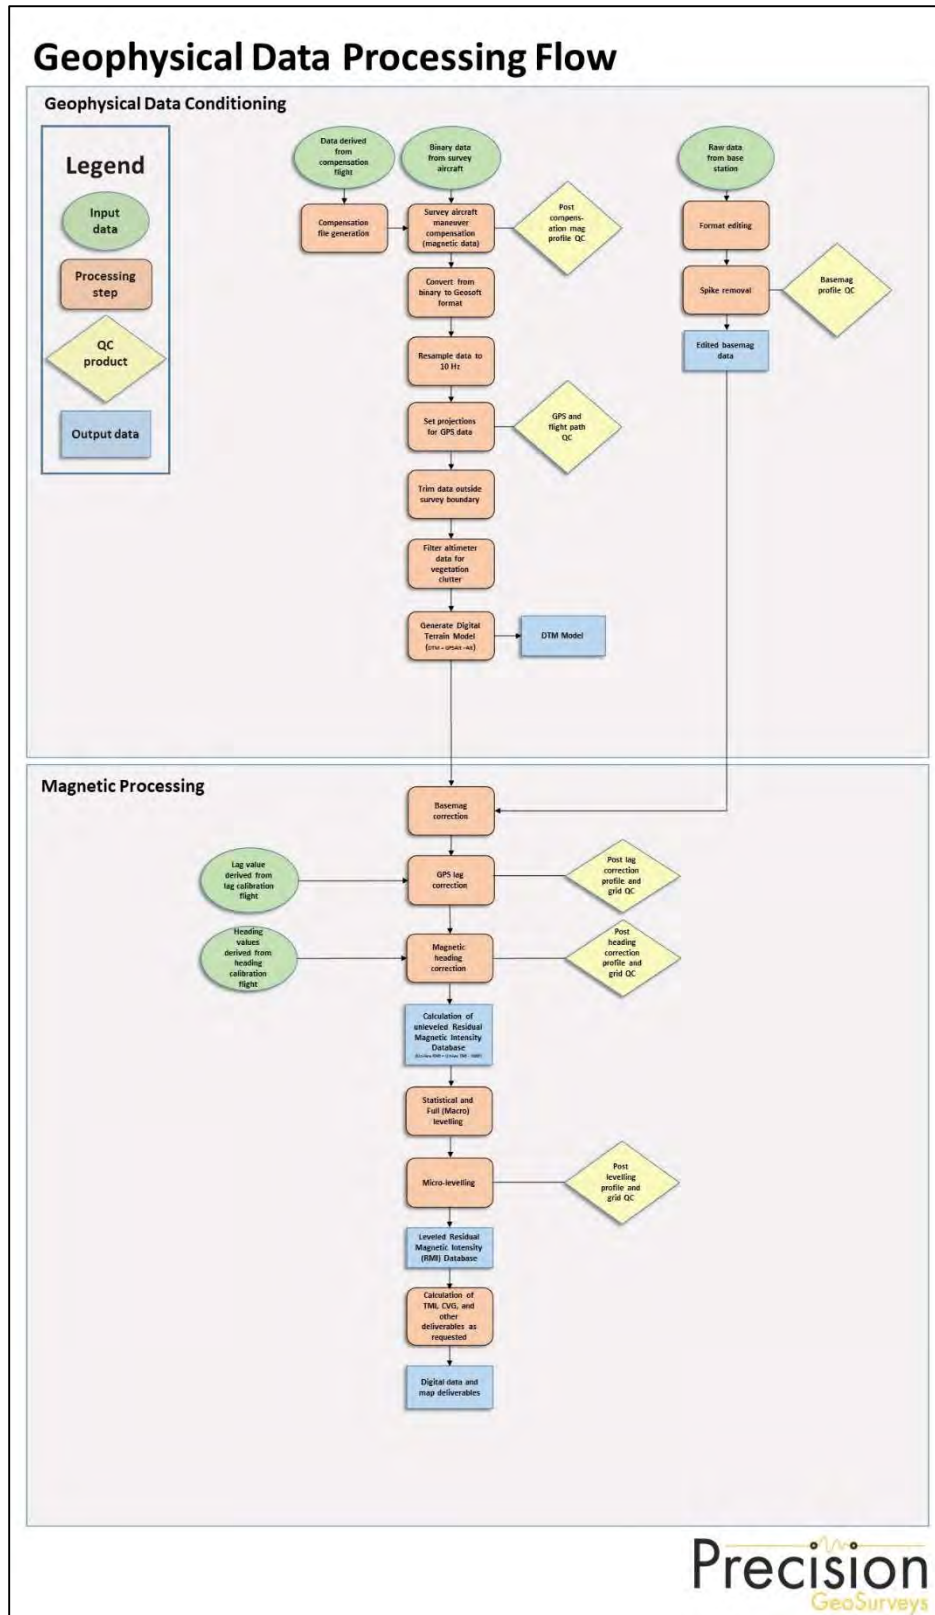 Geophysical Data Processing Flow
Geophysical Data Conditioning
Legend
Input
data
Processing
step
QC
product
Output data
Data derived
from
compensation
flight
Binary data
from survey
aircraft
Raw data
from base
station
Compensation
file generation
Survey aircraft
maneuver
compensation
(magnetic data)
Post
compens-
ation mag
profile QC
Format editing
Convert from
binary to Geosoft
format
Spike removal
Basemag
profile QC
Edited basemag
data
Resample data to
10 Hz
Set projections
for GPS data
GPS and
flight path
QC
Trim data outside
survey boundary
Filter altimeter
data for
vegetation
clutter
Generate Digital
Terrain Model
DTM Model
Magnetic Processing
Basemag
correction
Lag value
derived from
lag calibration
flight
GPS lag
correction
Post lag
correction
profile and
grid QC
Heading
values
derived from
heading
calibration
flight
Magnetic
heading
correction
Post
heading
correction
profile and
grid QC
Calculation of
unleveled Residual
Magnetic Intensity
Database
Statistical and
Full (Macro)
levelling
Micro-levelling
Post
levelling
profile and
grid QC
Leveled Residual
Magnetic Intensity
(RMI) Database
Calculation of
TMI, CVG, and
other
deliverables as
requested
Digital data and
map deliverables
Precision
GeoSurveys